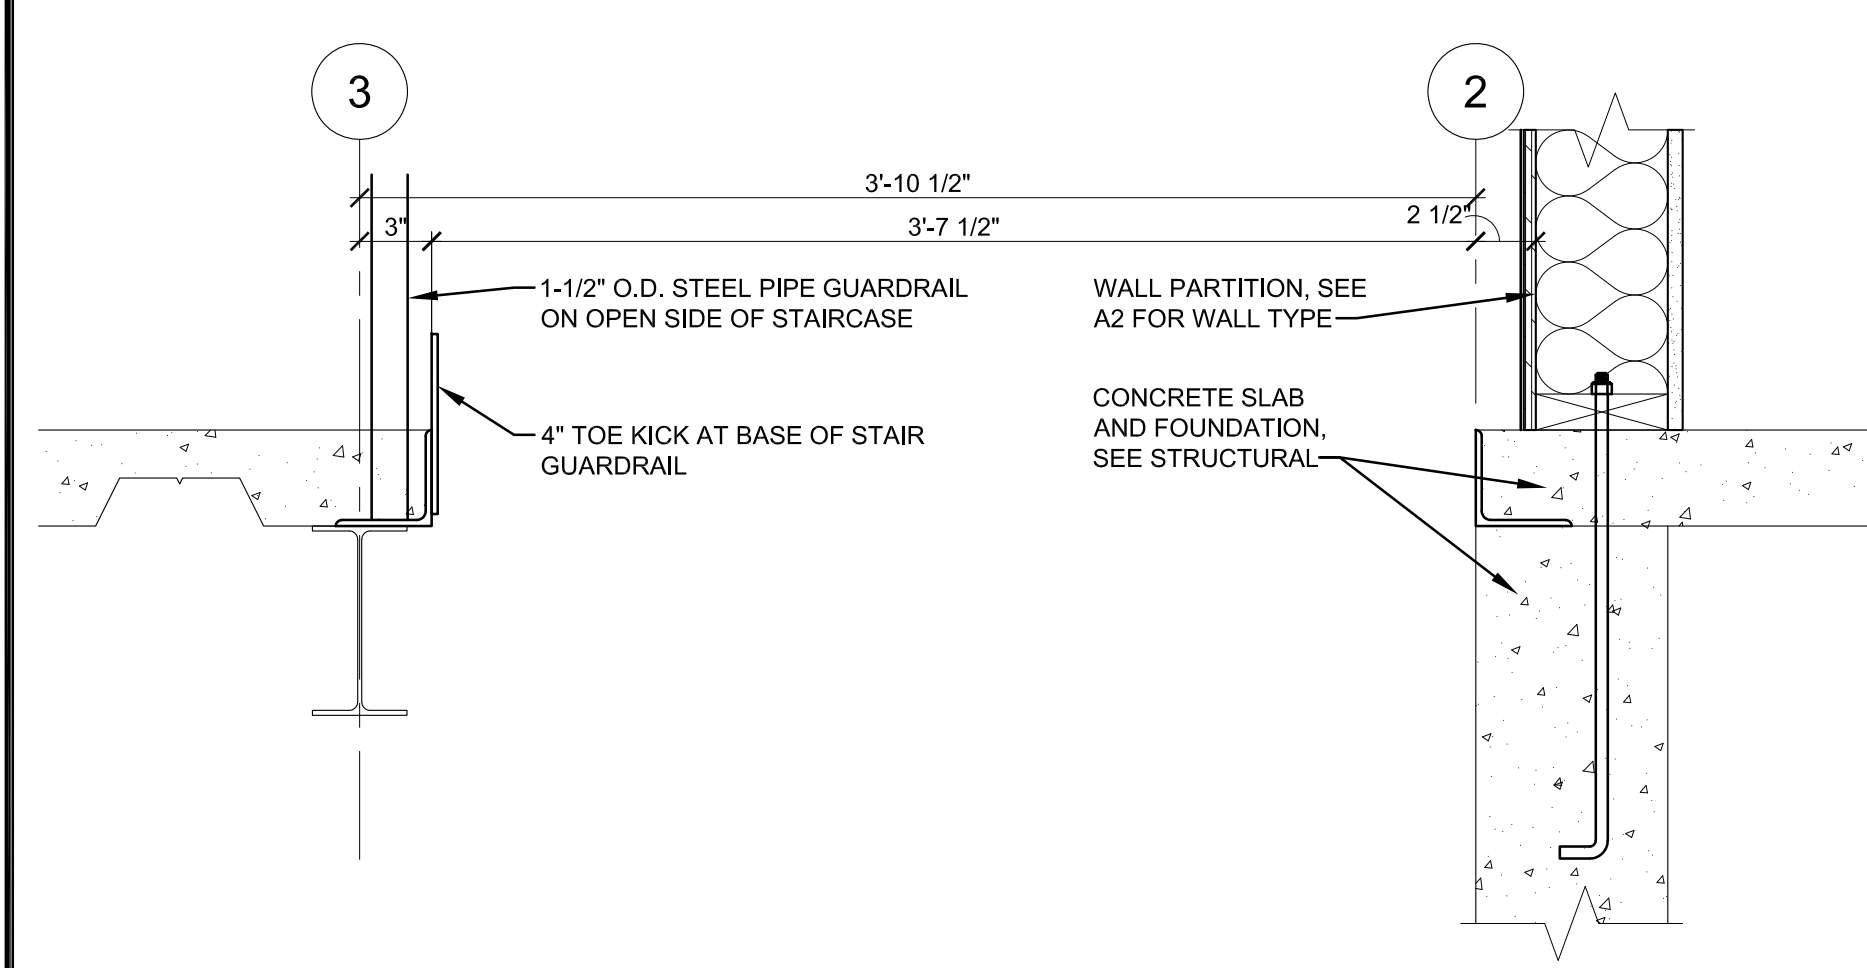 3
2
3'-10 1/2"
3"
3'-7 1/2"
2 1/2"
1-1/2" O.D. STEEL PIPE GUARDRAIL
ON OPEN SIDE OF STAIRCASE
WALL PARTITION, SEE
A2 FOR WALL TYPE
4" TOE KICK AT BASE OF STAIR
GUARDRAIL
CONCRETE SLAB
AND FOUNDATION,
SEE STRUCTURAL